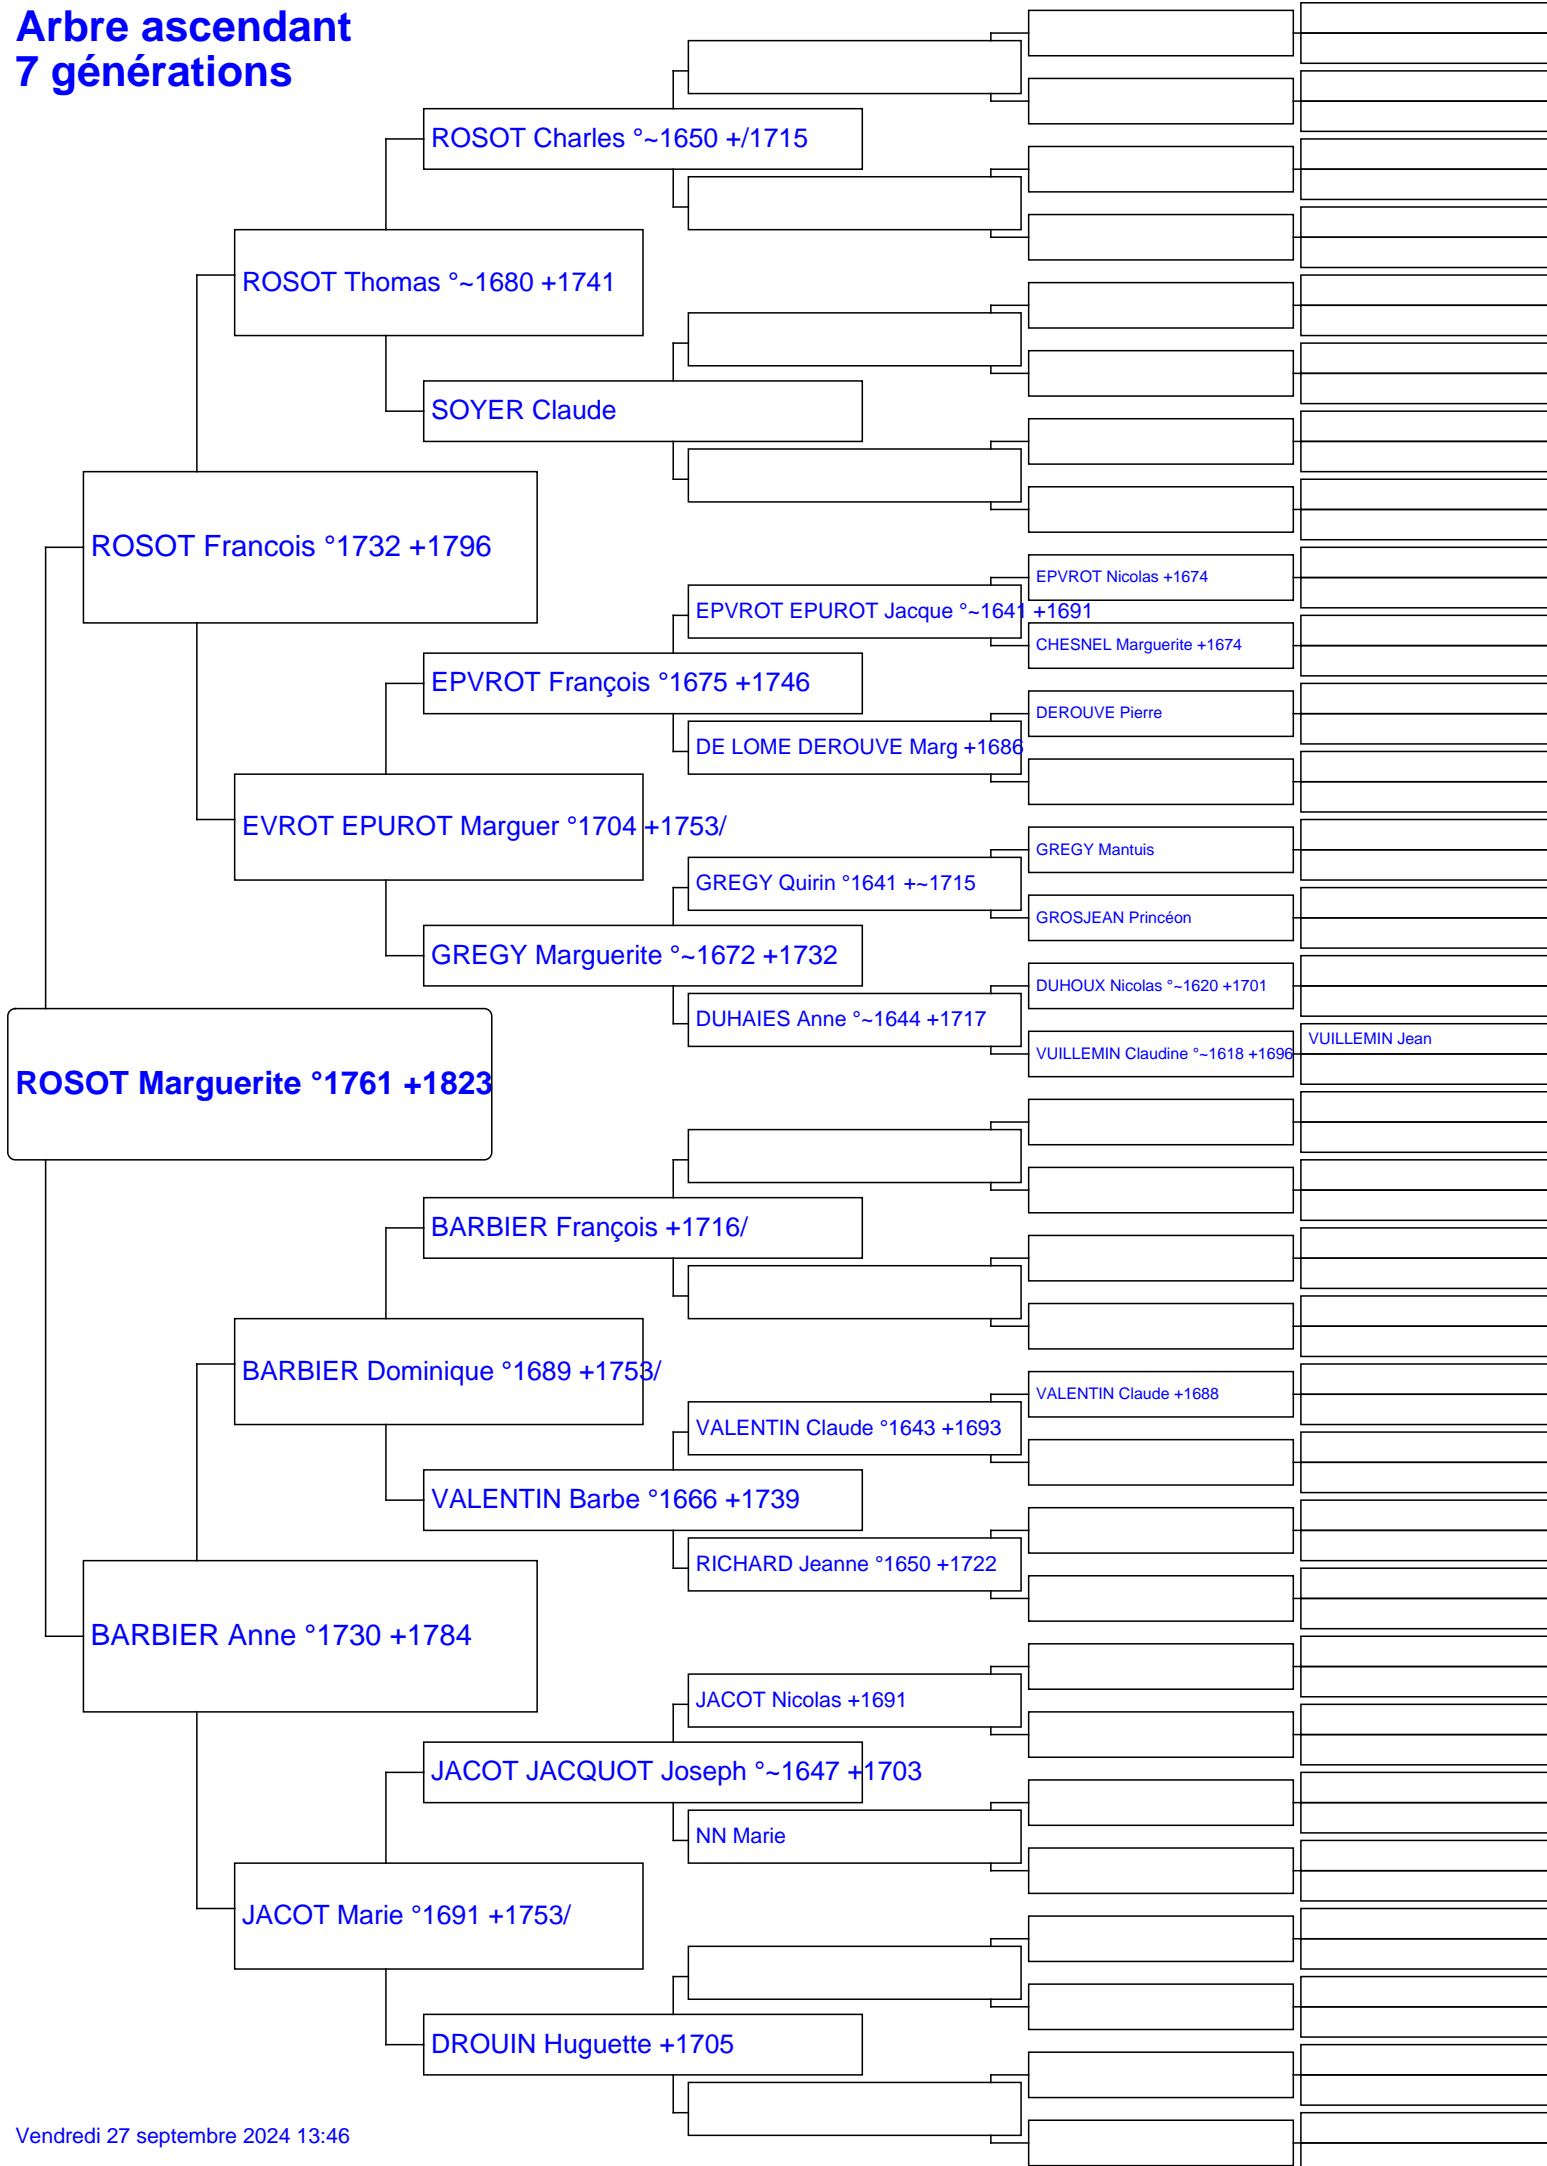 Arbre ascendant
7 générations
ROSOT Charles °~1650 +/1715
ROSOT Thomas °~1680 +1741
SOYER Claude
ROSOT Francois °1732 +1796
EPVROT Nicolas +1674
EPVROT EPUROT Jacque °~1641 +1691
CHESNEL Marguerite +1674
EPVROT François °1675 +1746
DEROUVE Pierre
DE LOME DEROUVE Marg +1686
EVROT EPUROT Marguer °1704 +1753/
GREGY Mantuis
GREGY Quirin °1641 +~1715
GROSJEAN Princéon
GREGY Marguerite °~1672 +1732
DUHOUX Nicolas °~1620 +1701
DUHAIES Anne °~1644 +1717
VUILLEMIN Jean
VUILLEMIN Claudine °~1618 +1696
ROSOT Marguerite °1761 +1823
BARBIER François +1716/
BARBIER Dominique °1689 +1753/
VALENTIN Claude +1688
VALENTIN Claude °1643 +1693
VALENTIN Barbe °1666 +1739
RICHARD Jeanne °1650 +1722
BARBIER Anne °1730 +1784
JACOT Nicolas +1691
JACOT JACQUOT Joseph °~1647 +1703
NN Marie
JACOT Marie °1691 +1753/
DROUIN Huguette +1705
Vendredi 27 septembre 2024 13:46